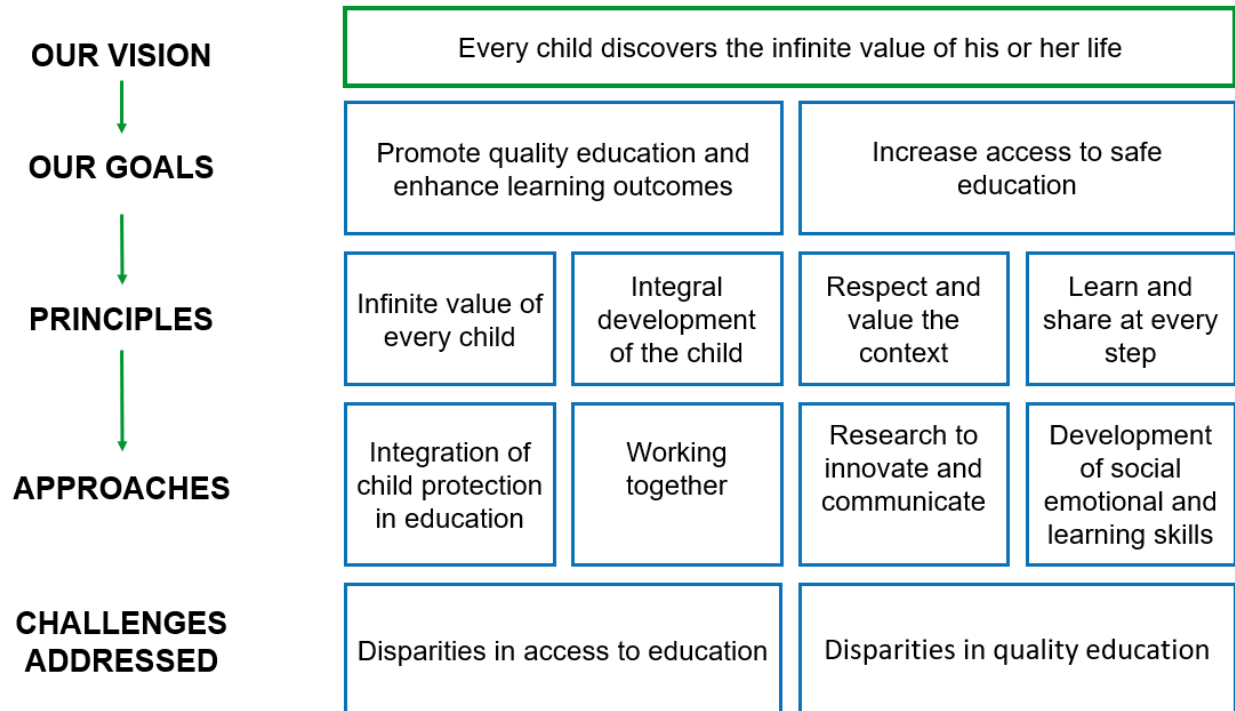 OUR VISION
Every child discovers the infinite value of his or her life
OUR GOALS
Promote quality education and
enhance learning outcomes
Increase access to safe
education
PRINCIPLES
Infinite value of
every child
Integral
development
of the child
Respect and
value the
context
Learn and
share at every
step
APPROACHES
Integration of
child protection
in education
Working
together
Research to
innovate and
communicate
Development
of social
emotional and
learning skills
CHALLENGES
ADDRESSED
Disparities in access to education
Disparities in quality education